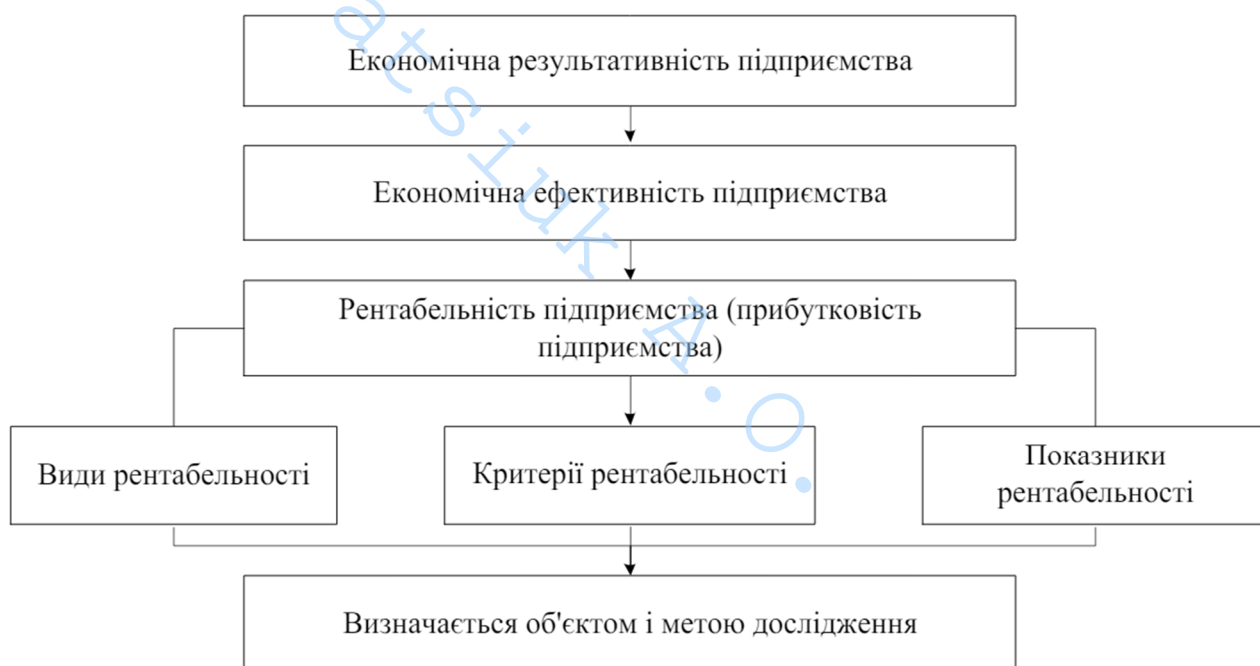 Економічна результативність підприємства
Економічна ефективність підприємства
Рентабельність підприємства (прибутковість
підприємства)
Види рентабельності
Критерії рентабельності
Показники
рентабельності
Визначається об'єктом і метою дослідження
atsiuk A.O.